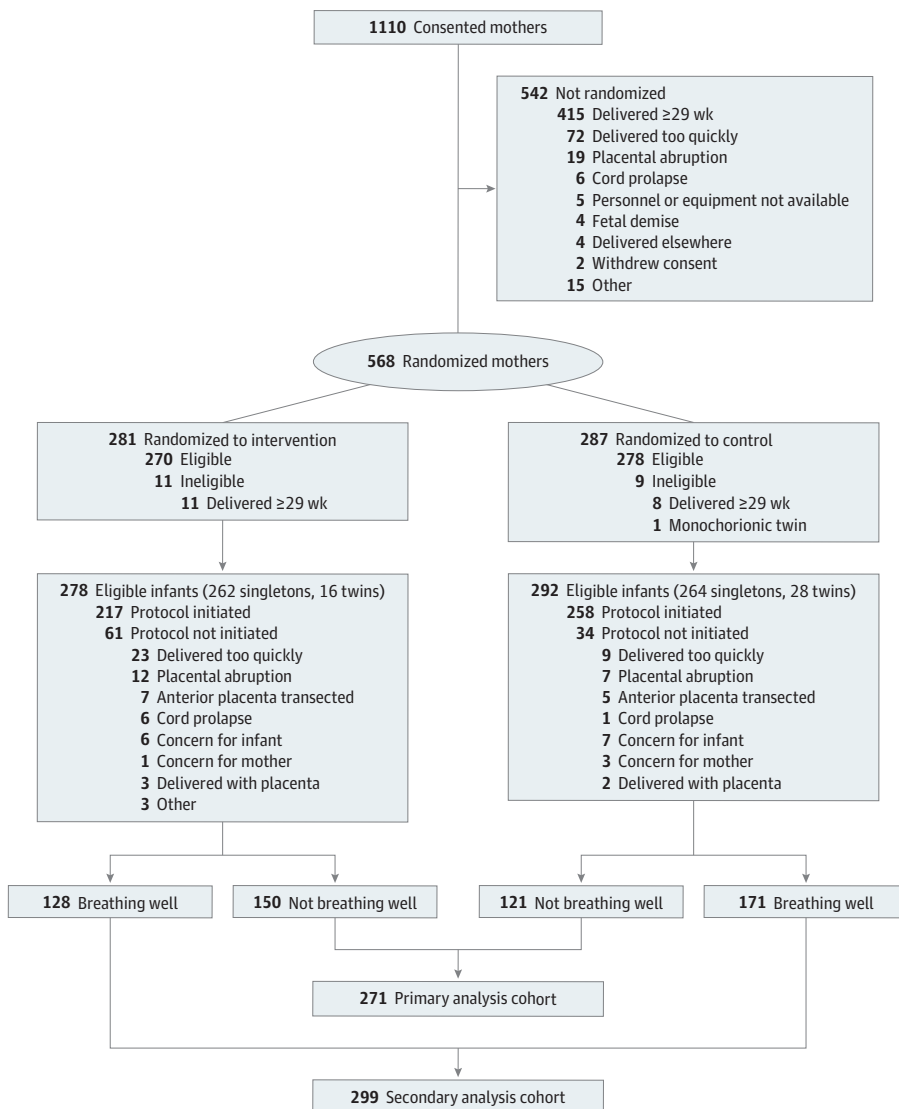 1110 Consented mothers
542 Not randomized
415 Delivered ≥29 wk
72 Delivered too quickly
19 Placental abruption
6 Cord prolapse
5 Personnel or equipment not available
4 Fetal demise
4 Delivered elsewhere
2 Withdrew consent
15 Other
568 Randomized mothers
281 Randomized to intervention
270 Eligible
11 Ineligible
11 Delivered ≥29 wk
287 Randomized to control
278 Eligible
9 Ineligible
8 Delivered ≥29 wk
1 Monochorionic twin
278 Eligible infants (262 singletons, 16 twins)
217 Protocol initiated
61 Protocol not initiated
23 Delivered too quickly
12 Placental abruption
7 Anterior placenta transected
6 Cord prolapse
6 Concern for infant
1 Concern for mother
3 Delivered with placenta
3 Other
292 Eligible infants (264 singletons, 28 twins)
258 Protocol initiated
34 Protocol not initiated
9 Delivered too quickly
7 Placental abruption
5 Anterior placenta transected
1 Cord prolapse
7 Concern for infant
3 Concern for mother
2 Delivered with placenta
128 Breathing well
150 Not breathing well
121 Not breathing well
171 Breathing well
271 Primary analysis cohort
299 Secondary analysis cohort